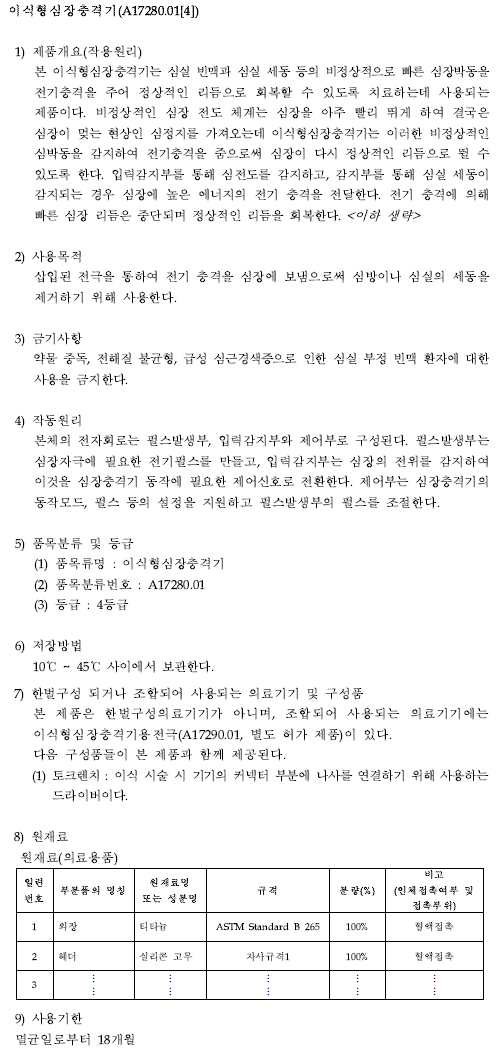 이식형심장충격기(A17280.01[4])
1) 제품개요(작용원리)
본 이식형심장충격기는 심실 빈맥과 심실 세동 등의 비정상적으로 빠른 심장박동을
전기충격을 주어 정상적인 리듬으로 회복할 수 있도록 치료하는데 사용되는
제품이다. 비정상적인 심장 전도 체계는 심장을 아주 빨리 뛰게 하여 결국은
심장이 멎는 현상인 심정지를 가져오는데 이식형심장충격기는 이러한 비정상적인
심박동을 감지하여 전기충격을 줌으로써 심장이 다시 정상적인 리듬으로 뛸 수
있도록 한다. 입력감지부를 통해 심전도를 감지하고, 감지부를 통해 심실 세동이
감지되는 경우 심장에 높은 에너지의 전기 충격을 전달한다. 전기 충격에 의해
빠른 심장 리듬은 중단되며 정상적인 리듬을 회복한다. <이하 생략>
2) 사용목적
삽입된 전극을 통하여 전기 충격을 심장에 보냄으로써 심방이나 심실의 세동을
제거하기 위해 사용한다.
3) 금기사항
약물 중독, 전해질 불균형, 급성 심근경색증으로 인한 심실 부정 빈맥 환자에 대한
사용을 금지한다.
4) 작동원리
본체의 전자회로는 펄스발생부, 입력감지부와 제어부로 구성된다. 펄스발생부는
심장자극에 필요한 전기펄스를 만들고, 입력감지부는 심장의 전위를 감지하여
이것을 심장충격기 동작에 필요한 제어신호로 전환한다. 제어부는 심장충격기의
동작모드, 펄스 등의 설정을 지원하고 펄스발생부의 펄스를 조절한다.
5) 품목분류 및 등급
(1) 품목류명 : 이식형심장충격기
(2) 품목분류번호 : A17280.01
(3) 등급 : 4등급
6) 저장방법
10℃ ~ 45℃ 사이에서 보관한다.
7) 한벌구성 되거나 조합되어 사용되는 의료기기 및 구성품
본 제품은 한벌구성의료기기가 아니며, 조합되어 사용되는 의료기기에는
이식형심장충격기용전극(A17290.01, 별도 허가 제품)이 있다.
다음 구성품들이 본 제품과 함께 제공된다.
(1) 토크렌치 : 이식 시술 시 기기의 커넥터 부분에 나사를 연결하기 위해 사용하는
드라이버이다.
8) 원재료
원재료(의료용품)
일련 번호 부분품의 명칭 원재료명 또는 성분명 규격 분량(%) 비고 (인체접촉여부 및 접촉부위)
1 외장 티타늄 ASTM Standard B 265 100% 혈액접촉
2 헤더 실리콘 고무 자사규격1 100% 혈액접촉
3 ⋮ ⋮ ⋮ ⋮ ⋮
9) 사용기한
멸균일로부터 18개월